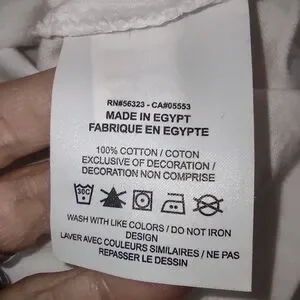 RN#56323 - CA#05553
MADE IN EGYPT
FABRIQUE EN EGYPTE
100% COTTON / COTON
EXCLUSIVE OF DECORATION /
DECORATION NON COMPRISE
30C
WASH WITH LIKE COLORS / DO NOT IRON
DESIGN
LAVER AVEC COULEURS SIMILAIRES / NE PAS
REPASSER LE DESSIN